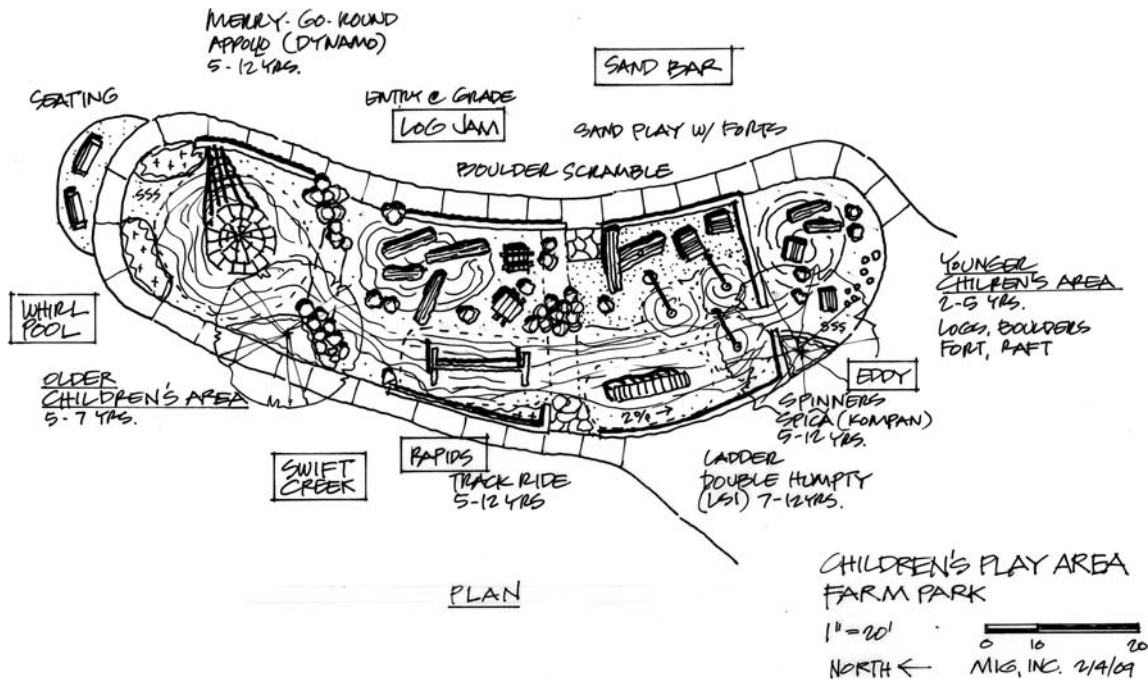 MERRY-GO-ROUND
APPOLLO (DYNAMO)
5-12 YRS.
SAND BAR
SEATING
ENTRY @ GRADE
LOG JAM
SAND PLAY W/ FORTS
BOULDER SCRAMBLE
SSS
YOUNGER
CHILDREN'S AREA
2-5 YRS.
LOGS, BOULDERS
FORT, RAFT
WHIRL
POOL
SSS
EDDY
OLDER
CHILDREN'S AREA
5-7 YRS.
2% →
SPINNERS
SPICA (KOMPAN)
5-12 YRS.
RAPIDS
TRACK RIDE
5-12 YRS
SWIFT
CREEK
LADDER
DOUBLE HUMPTY
(LSI) 7-12 YRS.
PLAN
CHILDREN'S PLAY AREA
FARM PARK
1"=20'
0 10 20
NORTH ← MIG, INC. 2/4/09